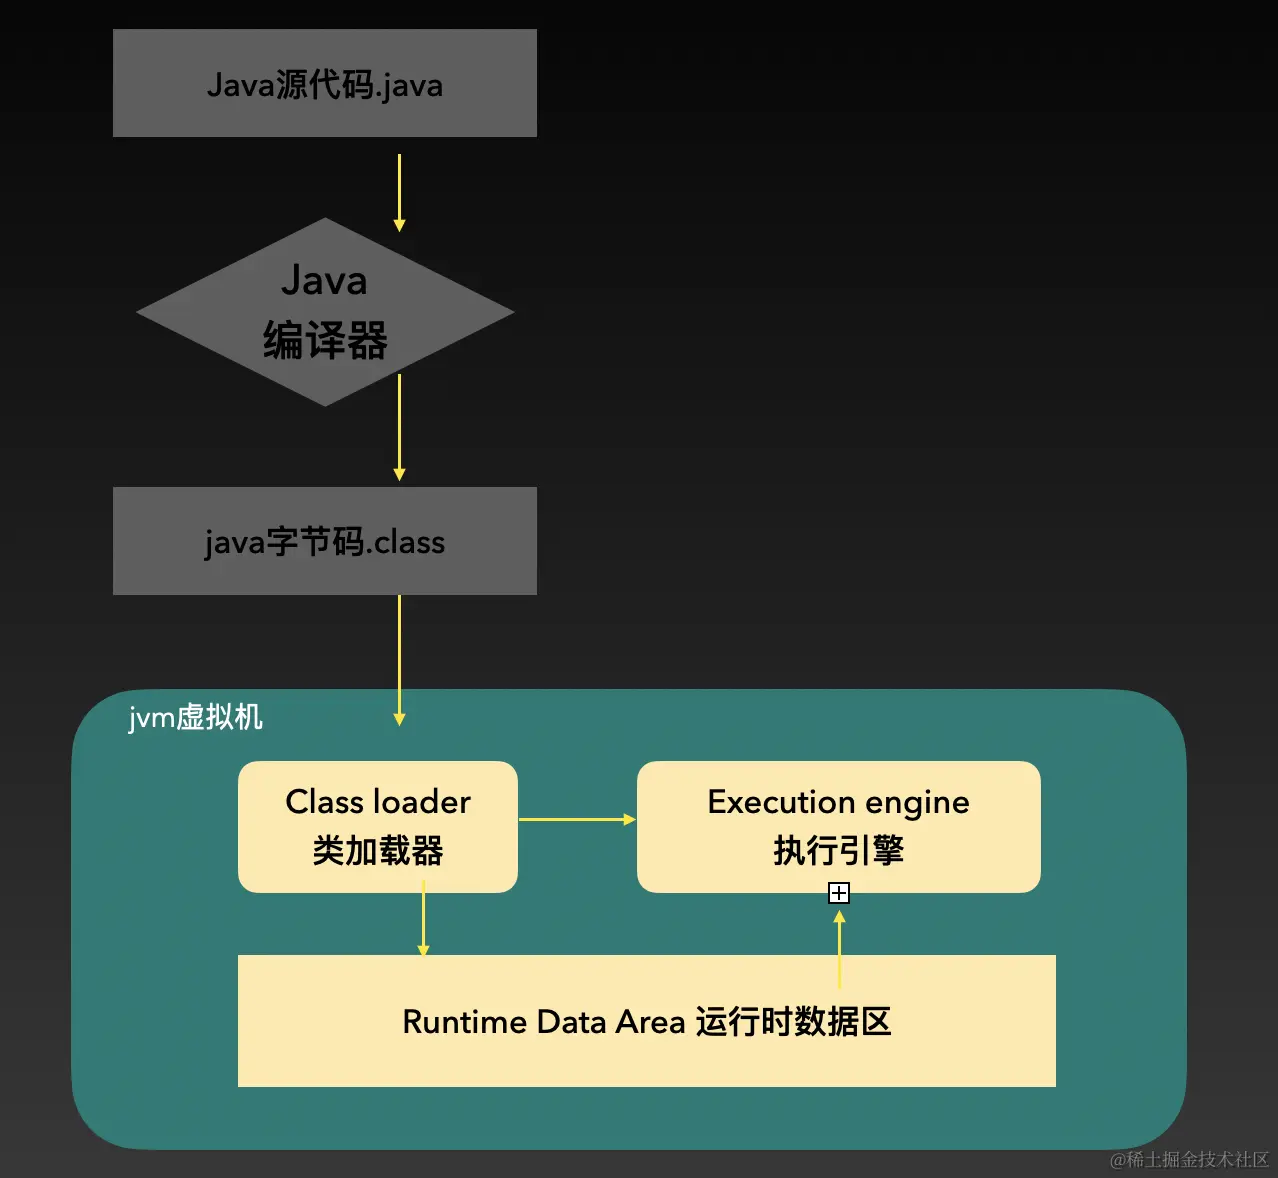 Java源代码.java
Java
编译器
java字节码.class
jvm虚拟机
Class loader
类加载器
Execution engine
执行引擎
Runtime Data Area 运行时数据区
@稀土掘金技术社区